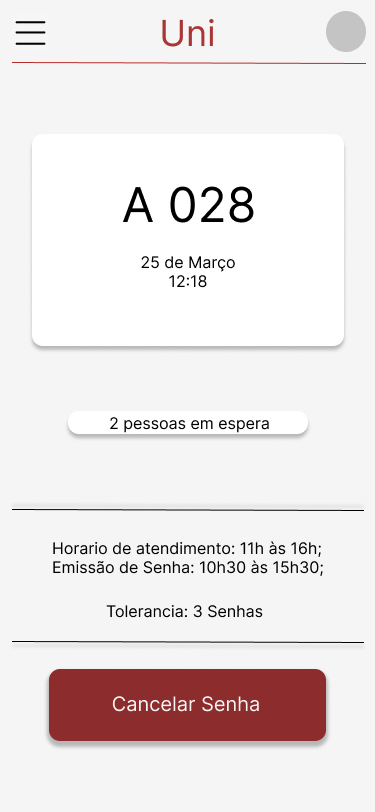 Uni
A 028
25 de Março
12:18
2 pessoas em espera
Horario de atendimento: 11h às 16h;
Emissão de Senha: 10h30 às 15h30;
Tolerancia: 3 Senhas
Cancelar Senha